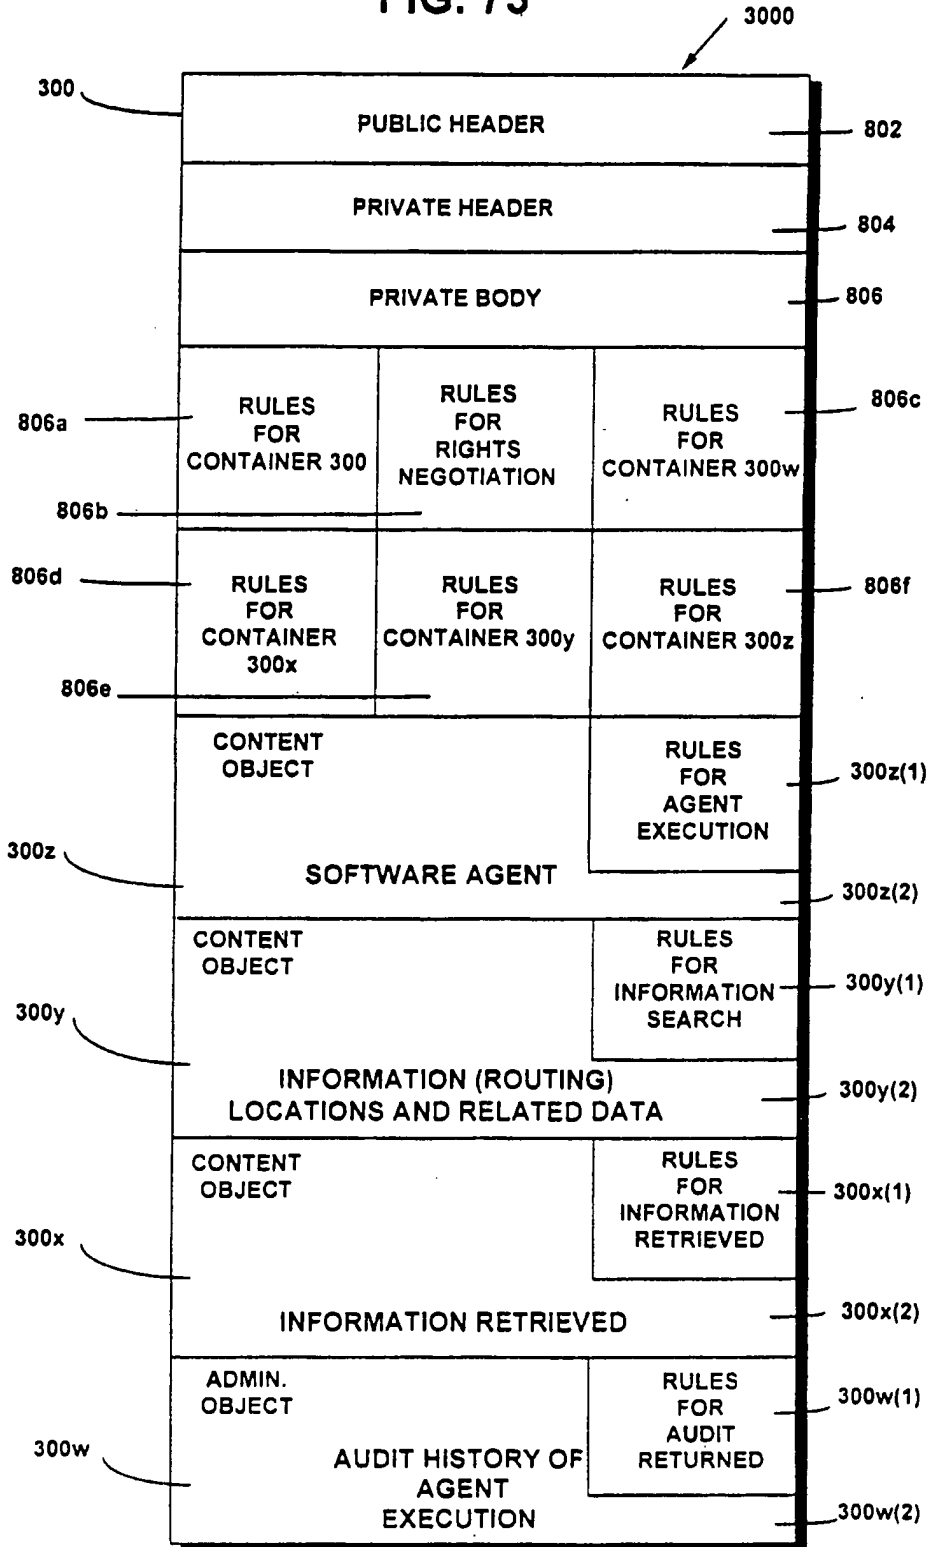 FIG. 73
3000
300
PUBLIC HEADER
802
PRIVATE HEADER
804
PRIVATE BODY
806
806a
RULES
FOR
CONTAINER 300
806b
RULES
FOR
RIGHTS
NEGOTIATION
806c
RULES
FOR
CONTAINER 300w
806d
RULES
FOR
CONTAINER
300x
806e
RULES
FOR
CONTAINER 300y
806f
RULES
FOR
CONTAINER 300z
CONTENT
OBJECT
RULES
FOR
AGENT
EXECUTION
300z(1)
300z
SOFTWARE AGENT
300z(2)
CONTENT
OBJECT
RULES
FOR
INFORMATION
SEARCH
300y(1)
300y
INFORMATION (ROUTING)
LOCATIONS AND RELATED DATA
300y(2)
CONTENT
OBJECT
RULES
FOR
INFORMATION
RETRIEVED
300x(1)
300x
INFORMATION RETRIEVED
300x(2)
ADMIN.
OBJECT
RULES
FOR
AUDIT
RETURNED
300w(1)
300w
AUDIT HISTORY OF
AGENT
EXECUTION
300w(2)